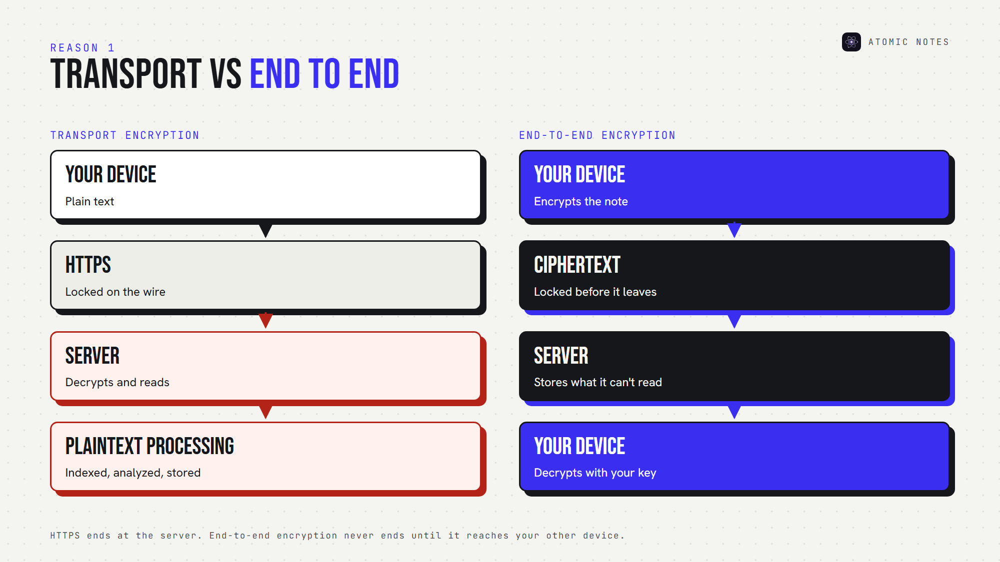 REASON 1
TRANSPORT VS END TO END
ATOMIC NOTES
TRANSPORT ENCRYPTION
YOUR DEVICE
Plain text
HTTPS
Locked on the wire
SERVER
Decrypts and reads
PLAINTEXT PROCESSING
Indexed, analyzed, stored
END-TO-END ENCRYPTION
YOUR DEVICE
Encrypts the note
CIPHERTEXT
Locked before it leaves
SERVER
Stores what it can't read
YOUR DEVICE
Decrypts with your key
HTTPS ends at the server. End-to-end encryption never ends until it reaches your other device.